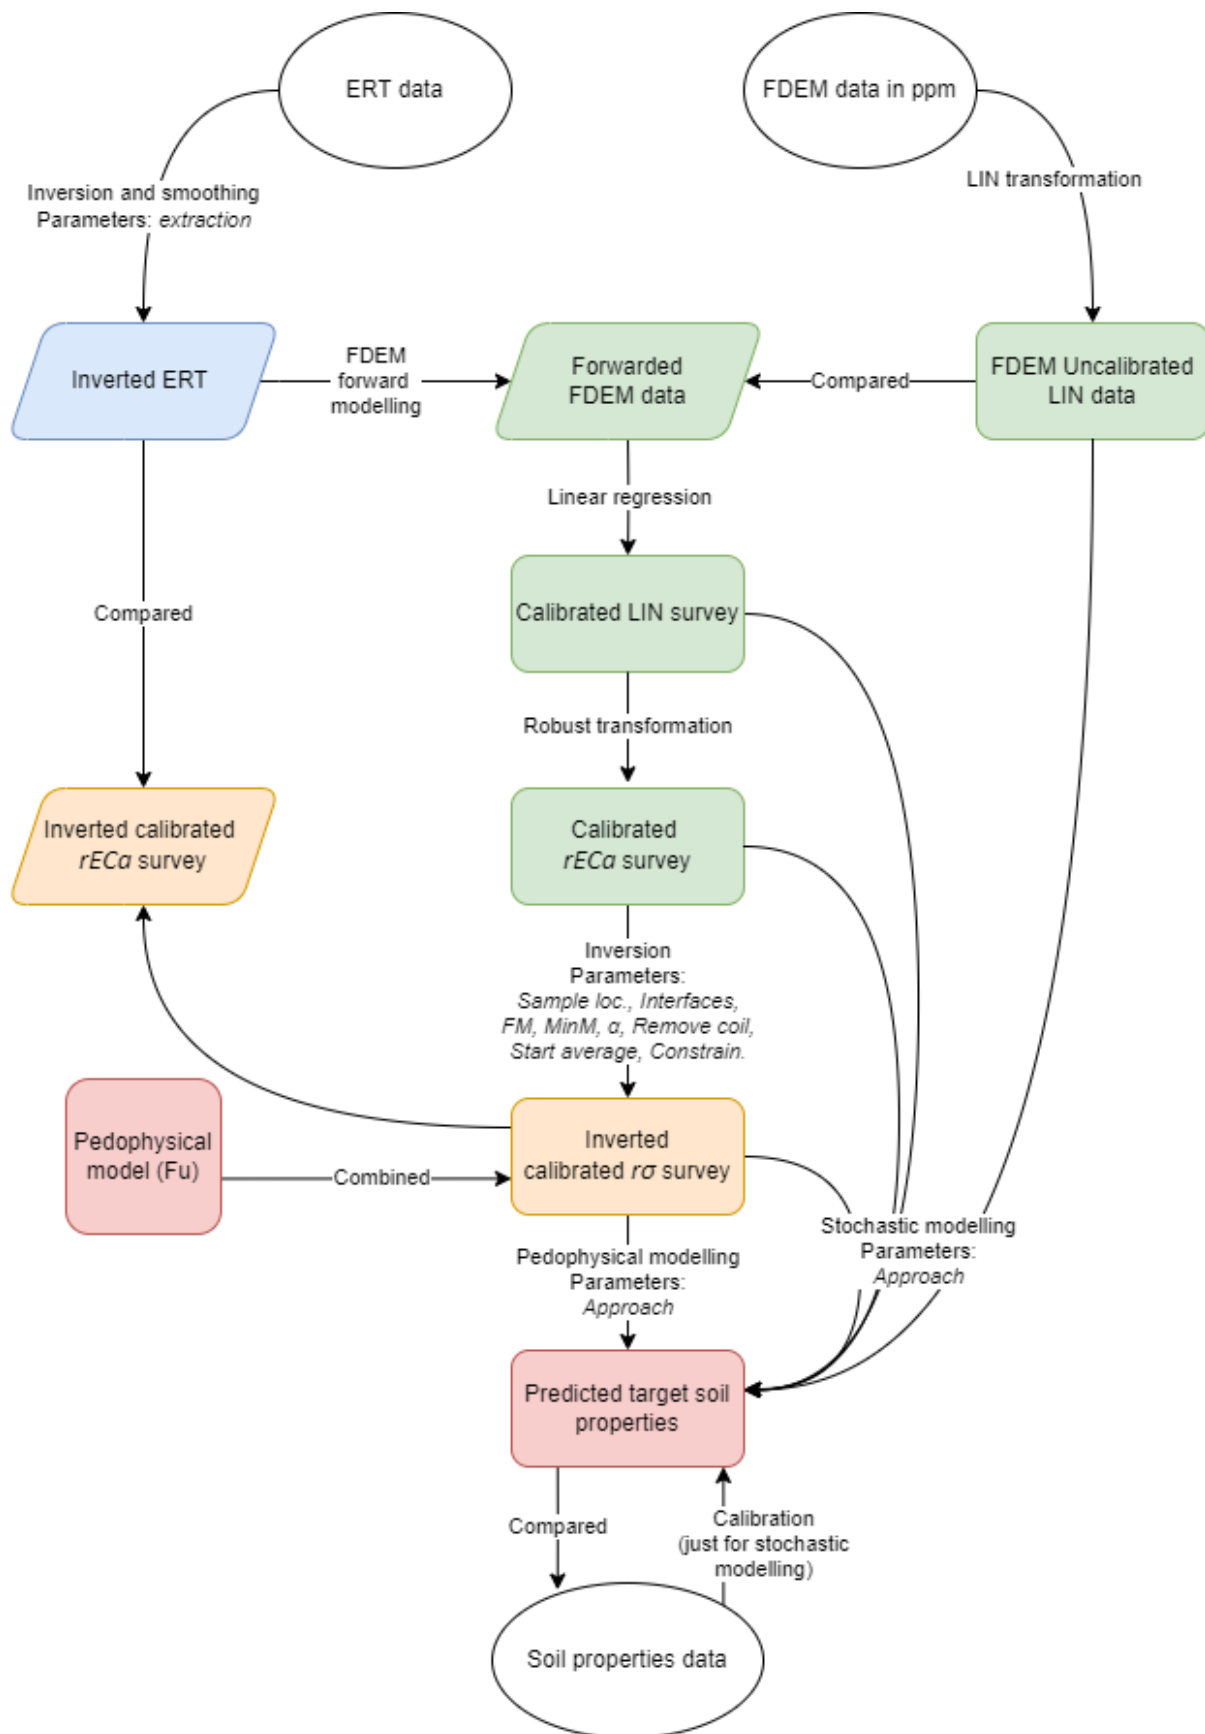 ERT data
FDEM data in ppm
Inversion and smoothing
Parameters: extraction
LIN transformation
Inverted ERT
FDEM
forward
modelling
Forwarded
FDEM data
Compared
FDEM Uncalibrated
LIN data
Linear regression
Compared
Calibrated LIN survey
Robust transformation
Inverted calibrated
rECa survey
Calibrated
rECa survey
Inversion
Parameters:
Sample loc., Interfaces,
FM, MinM, α, Remove coil,
Start average, Constrain.
Pedophysical
model (Fu)
Combined
Inverted
calibrated rσ survey
Stochastic modelling
Parameters:
Approach
Pedophysical modelling
Parameters:
Approach
Predicted target soil
properties
Compared
Calibration
(just for stochastic
modelling)
Soil properties data